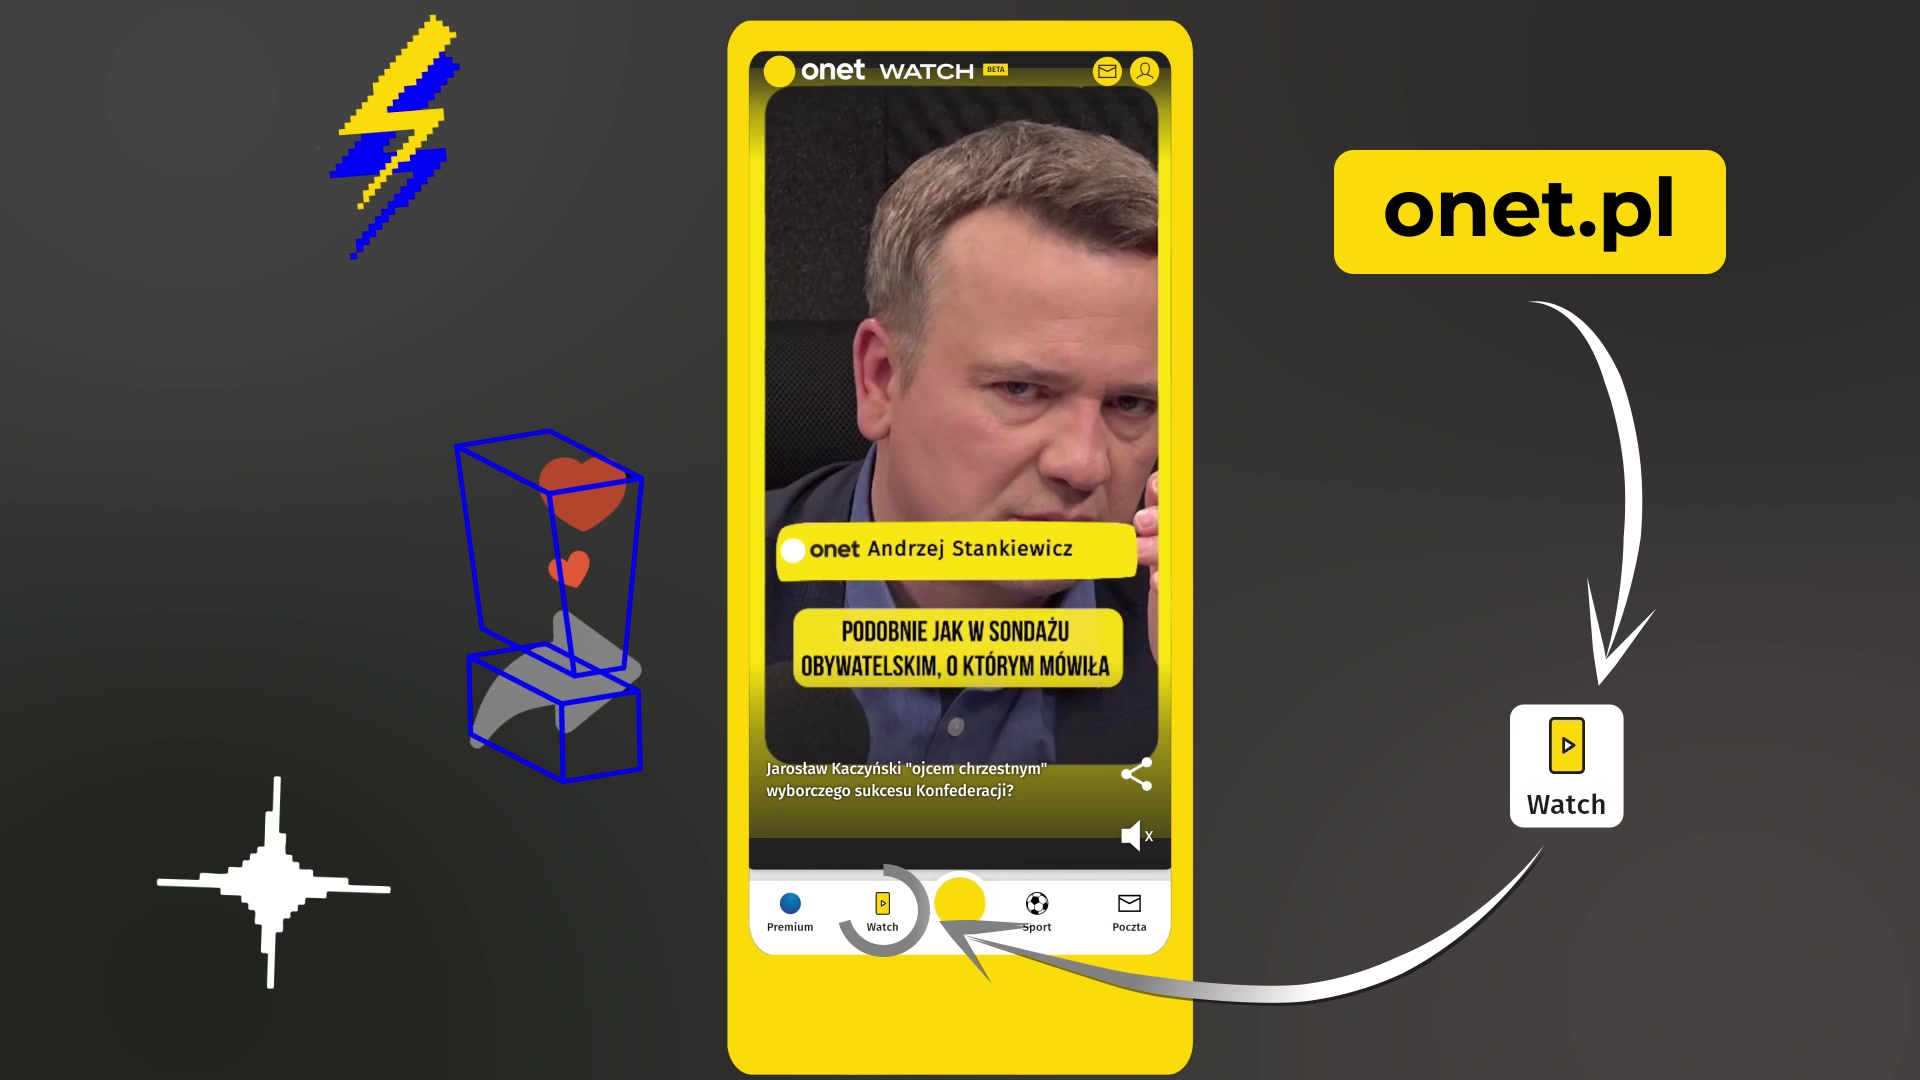 onet WATCH BETA
onet Andrzej Stankiewicz
PODOBNIE JAK W SONDAŻU
OBYWATELSKIM, O KTÓRYM MÓWIŁA
Jarosław Kaczyński "ojcem chrzestnym"
wyborczego sukcesu Konfederacji?
x
Premium
Watch
Sport
Poczta
onet.pl
Watch